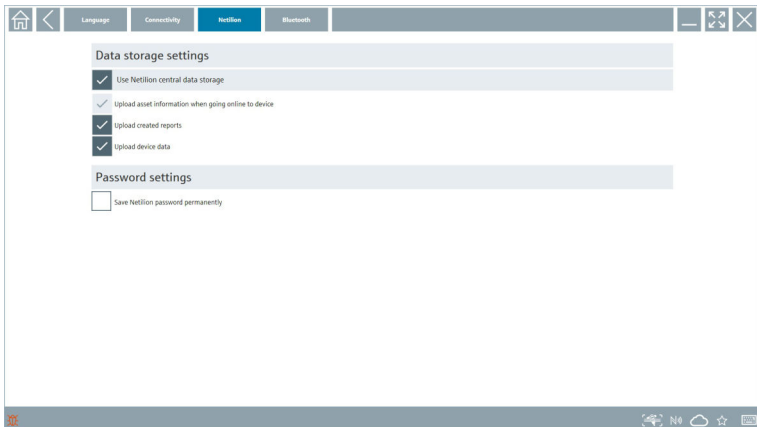 Language
Connectivity
Netilion
Bluetooth
Data storage settings
Use Netilion central data storage
Upload asset information when going online to device
Upload created reports
Upload device data
Password settings
Save Netilion password permanently